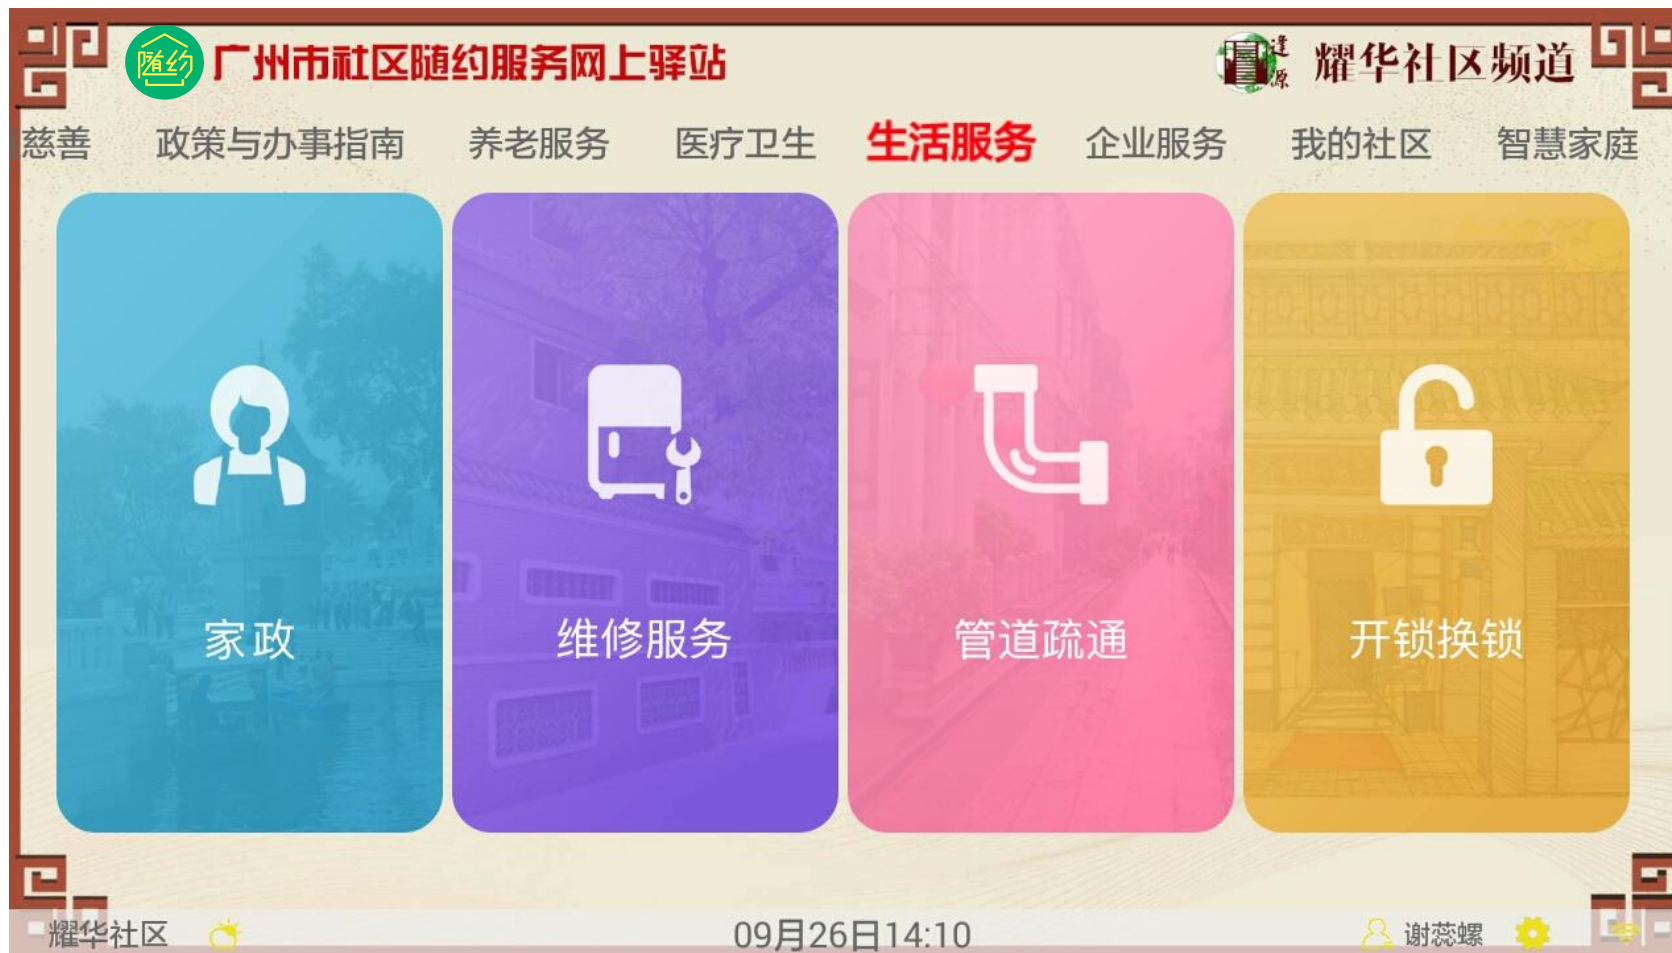 随约 广州市社区随约服务网上驿站 逢源 耀华社区频道
慈善 政策与办事指南 养老服务 医疗卫生 生活服务 企业服务 我的社区 智慧家庭
家政 维修服务 管道疏通 开锁换锁
耀华社区 09月26日14:10 谢蕊螺